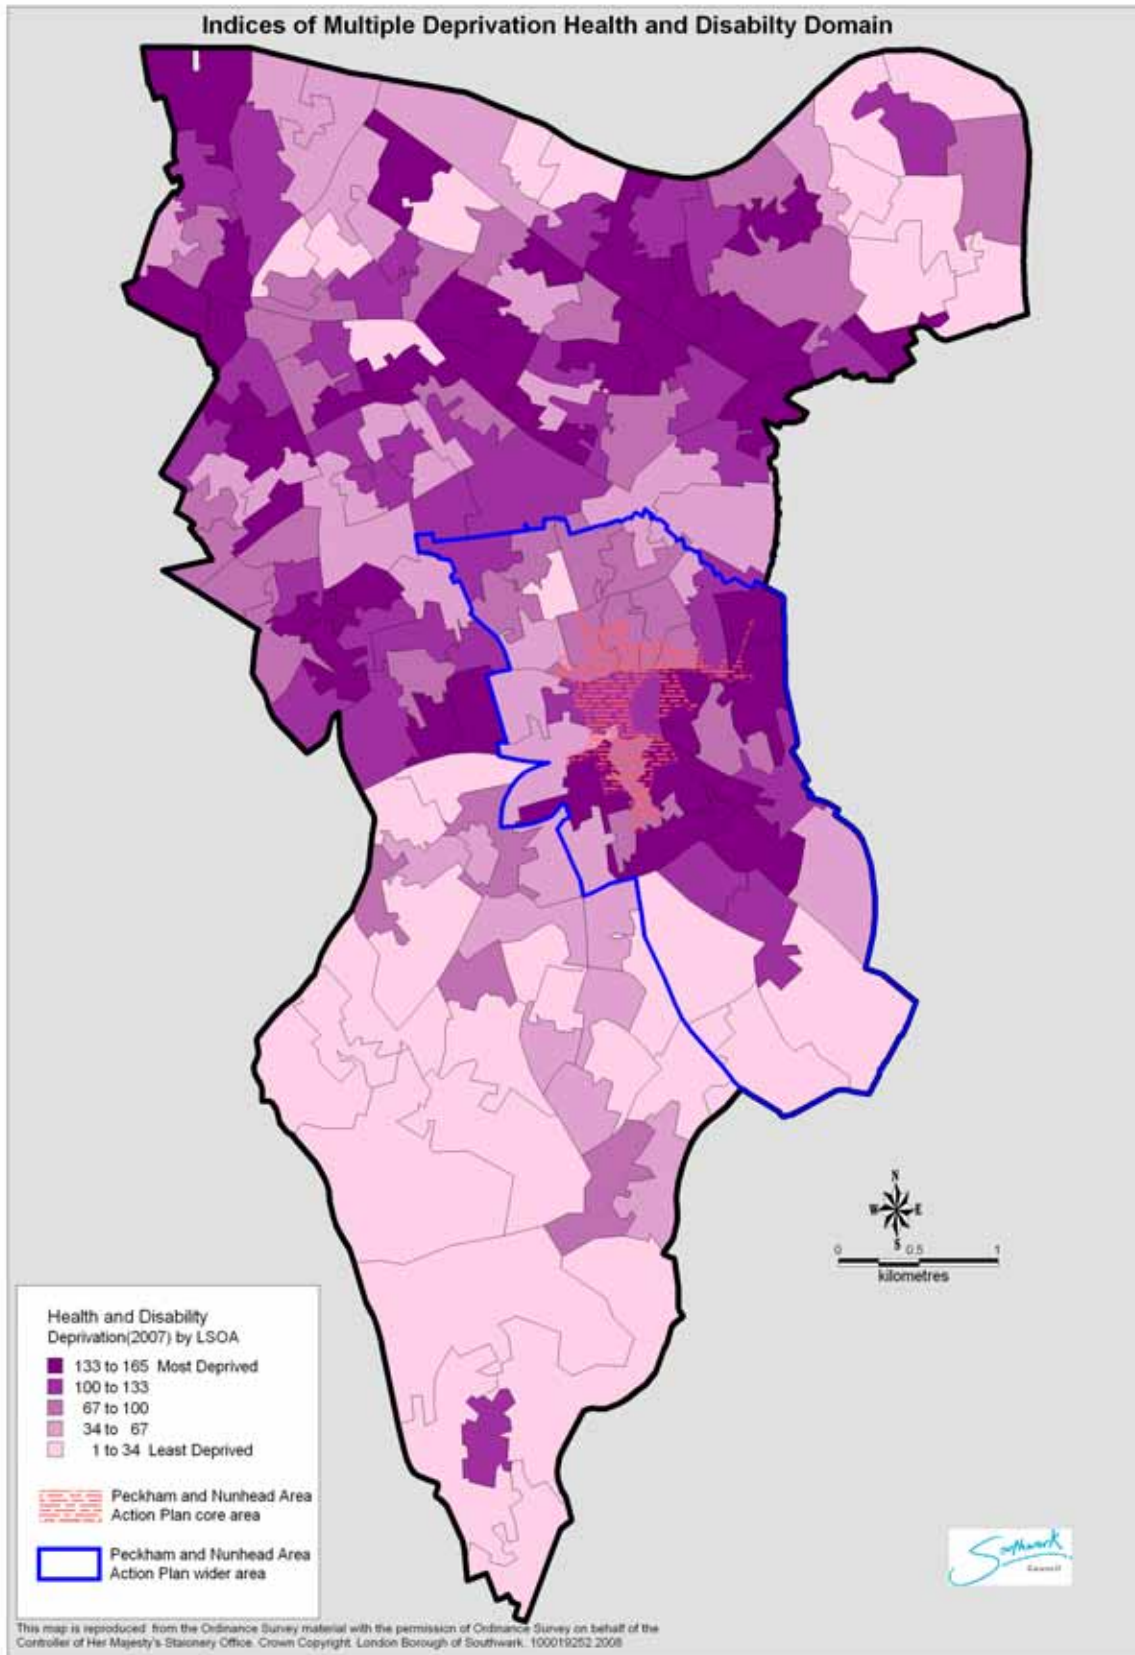 Indices of Multiple Deprivation Health and Disabilty Domain
N
W E
S
0 0.5 1
kilometres
Health and Disability
Deprivation(2007) by LSOA
133 to 165 Most Deprived
100 to 133
67 to 100
34 to 67
1 to 34 Least Deprived
Peckham and Nunhead Area
Action Plan core area
Peckham and Nunhead Area
Action Plan wider area
Southwark
Council
This map is reproduced from the Ordinance Survey material with the permission of Ordinance Survey on behalf of the
Controller of Her Majesty's Staionery Office. Crown Copyright. London Borough of Southwark. 100019252 2008